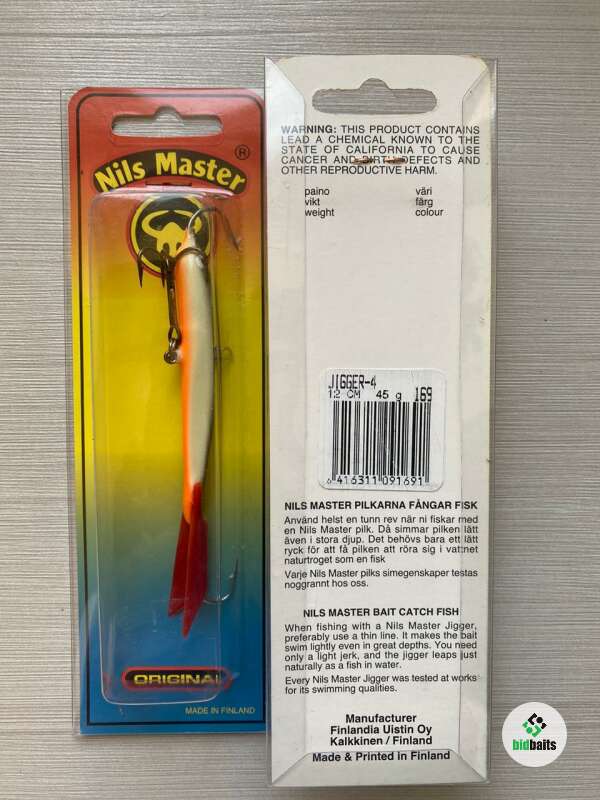 Nils Master ®
ORIGINAL
MADE IN FINLAND
WARNING: THIS PRODUCT CONTAINS
LEAD A CHEMICAL KNOWN TO THE
STATE OF CALIFORNIA TO CAUSE
CANCER AND BIRTH DEFECTS AND
OTHER REPRODUCTIVE HARM.
paino väri
vikt färg
weight colour
JIGGER-4
12 CM 45 g 169
6 416311 091691
NILS MASTER PILKARNA FÅNGAR FISK
Använd helst en tunn rev när ni fiskar med
en Nils Master pilk. Då simmar pilken lätt
även i stora djup. Det behövs bara ett lätt
ryck för att få pilken att röra sig i vattnet
naturtroget som en fisk
Varje Nils Master pilks simegenskaper testas
noggrannt hos oss.
NILS MASTER BAIT CATCH FISH
When fishing with a Nils Master Jigger,
preferably use a thin line. It makes the bait
swim lightly even in great depths. You need
only a light jerk, and the jigger leaps just
naturally as a fish in water.
Every Nils Master Jigger was tested at works
for its swimming qualities.
Manufacturer
Finlandia Uistin Oy
Kalkkinen / Finland
Made & Printed in Finland
bidbaits